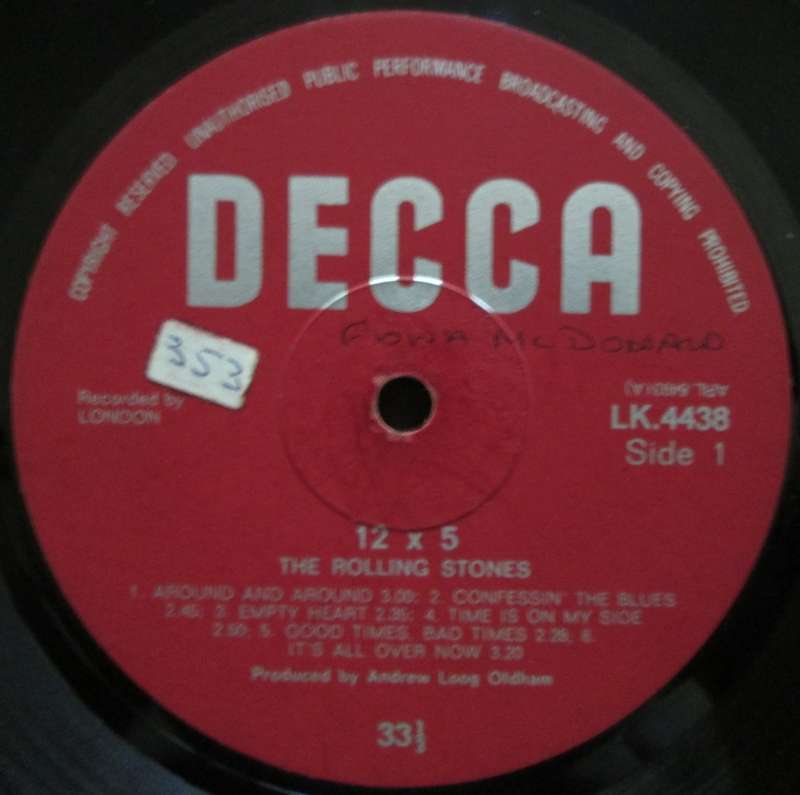 COPYRIGHT RESERVED UNAUTHORISED PUBLIC PERFORMANCE BROADCASTING AND COPYING PROHIBITED
DECCA
FIONA McDONALD
353
Recorded by
LONDON
LK.4438
Side 1
12 x 5
THE ROLLING STONES
1. AROUND AND AROUND 3.05; 2. CONFESSIN' THE BLUES
2.45; 3. EMPTY HEART 2.35; 4. TIME IS ON MY SIDE
2.50; 5. GOOD TIMES, BAD TIMES 2.28; 6.
IT'S ALL OVER NOW 3.20
Produced by Andrew Loog Oldham
33⅓